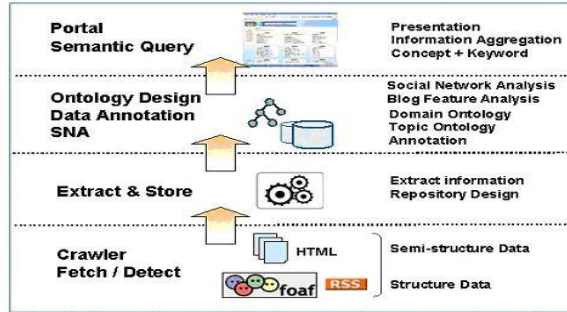 Portal
Semantic Query
Presentation
Information Aggregation
Concept + Keyword
Ontology Design
Data Annotation
SNA
Social Network Analysis
Blog Feature Analysis
Domain Ontology
Topic Ontology
Annotation
Extract & Store
Extract information
Repository Design
Crawler
Fetch / Detect
HTML
Semi-structure Data
foaf
RSS
Structure Data